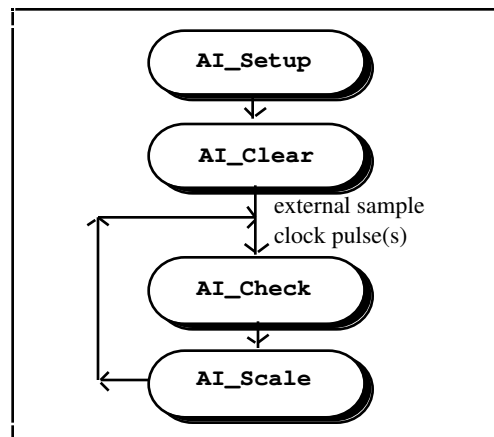 AI_Setup
AI_Clear
external sample
clock pulse(s)
AI_Check
AI_Scale